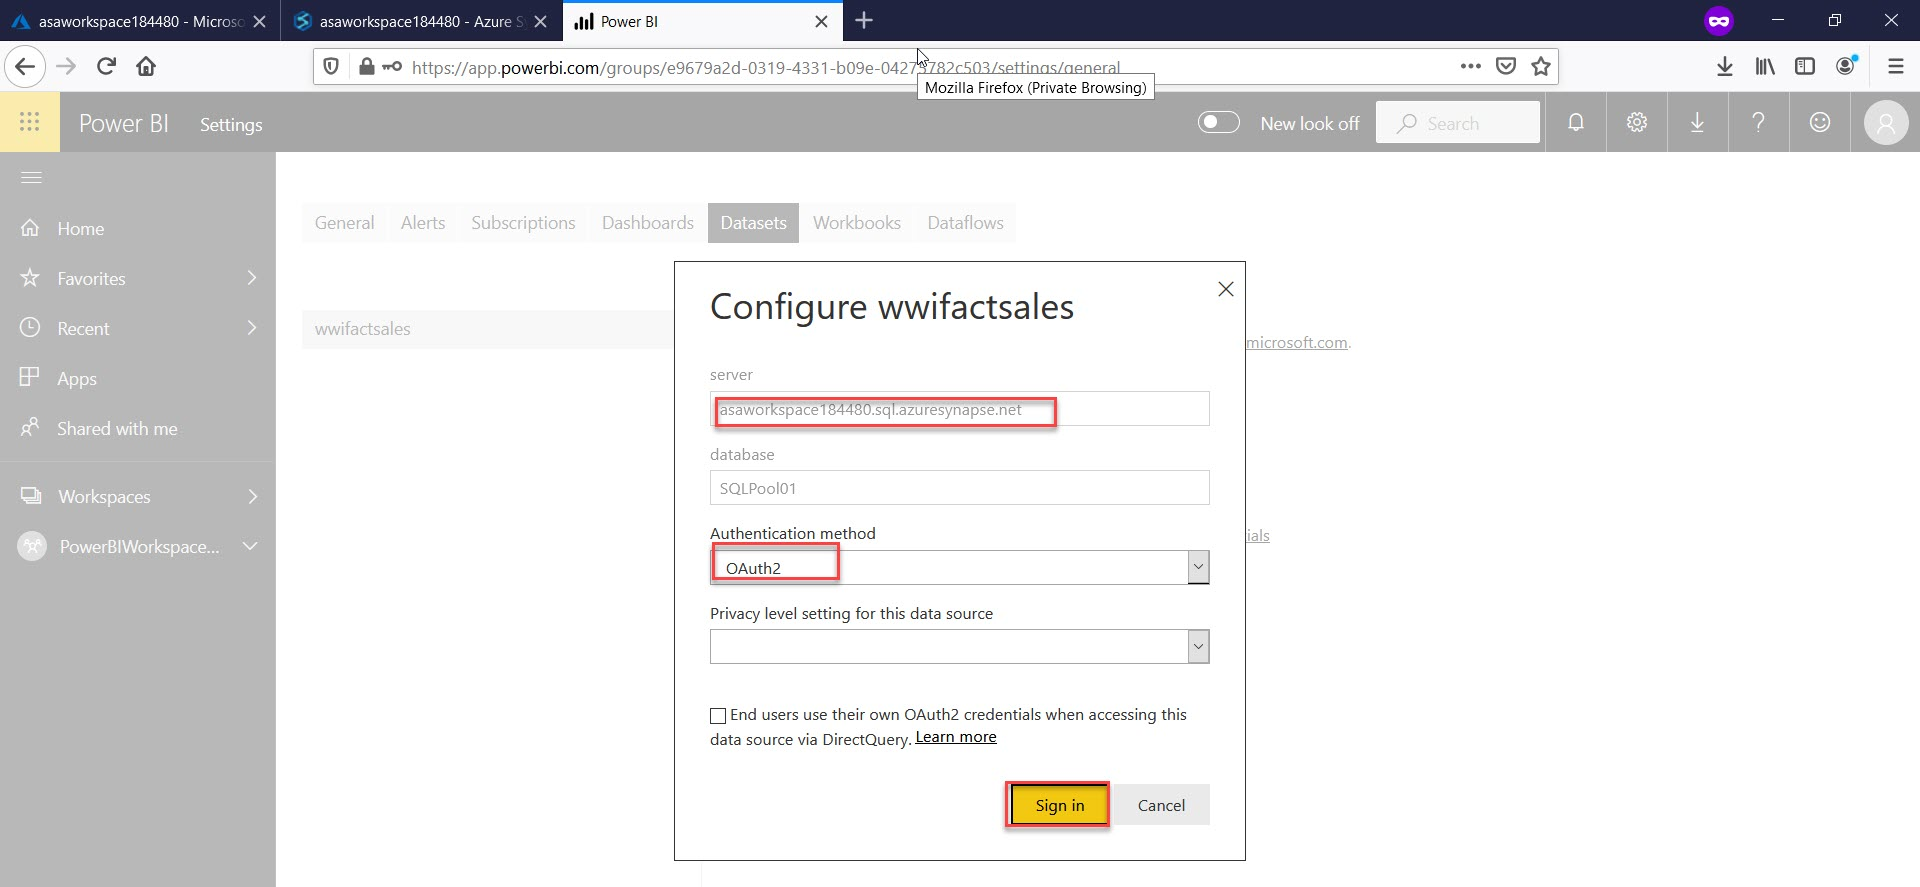 asaworkspace184480 - Microso
asaworkspace184480 - Azure S
Power BI
https://app.powerbi.com/groups/e9679a2d-0319-4331-b09e-04275782c503/settings/general
Mozilla Firefox (Private Browsing)
Power BI
Settings
New look off
Search
Home
Favorites
Recent
Apps
Shared with me
Workspaces
PowerBIWorkspace...
General
Alerts
Subscriptions
Dashboards
Datasets
Workbooks
Dataflows
wwifactsales
microsoft.com.
ials
Configure wwifactsales
server
asaworkspace184480.sql.azuresynapse.net
database
SQLPool01
Authentication method
OAuth2
Privacy level setting for this data source
End users use their own OAuth2 credentials when accessing this
data source via DirectQuery. Learn more
Sign in
Cancel